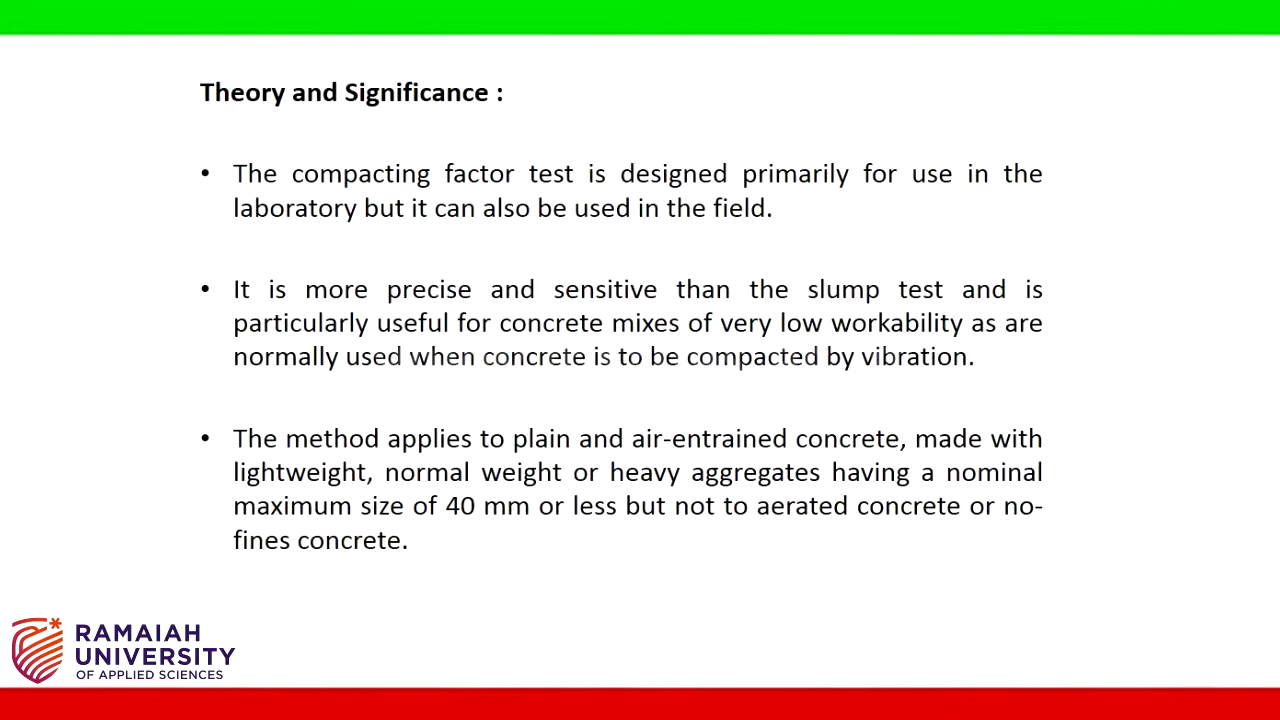 Theory and Significance :
• The compacting factor test is designed primarily for use in the
laboratory but it can also be used in the field.
• It is more precise and sensitive than the slump test and is
particularly useful for concrete mixes of very low workability as are
normally used when concrete is to be compacted by vibration.
• The method applies to plain and air-entrained concrete, made with
lightweight, normal weight or heavy aggregates having a nominal
maximum size of 40 mm or less but not to aerated concrete or no-
fines concrete.
RAMAIAH
UNIVERSITY
OF APPLIED SCIENCES